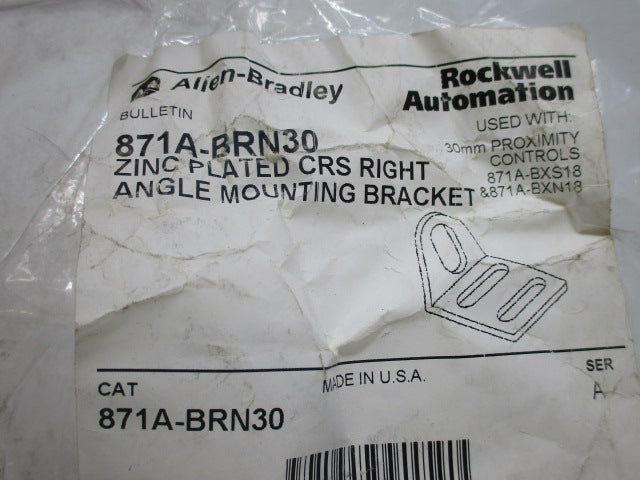 Allen-Bradley
Rockwell
Automation
BULLETIN
871A-BRN30
ZINC PLATED CRS RIGHT
ANGLE MOUNTING BRACKET
USED WITH:
30mm PROXIMITY
CONTROLS
871A-BXS18
&871A-BXN18
CAT
MADE IN U.S.A.
SER
871A-BRN30
A